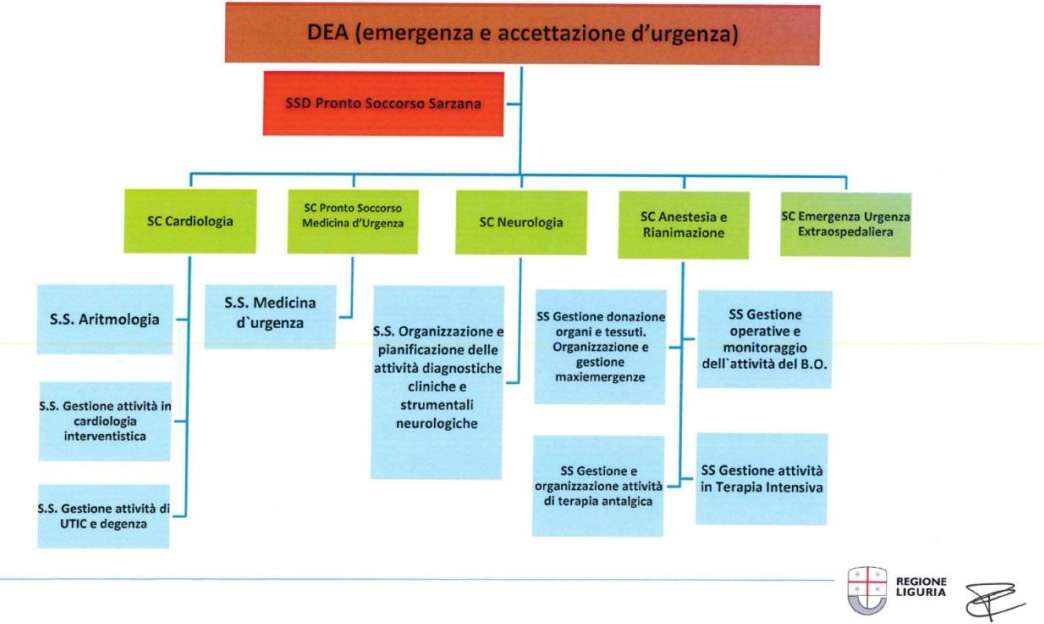 DEA (emergenza e accettazione d'urgenza)
SSD Pronto Soccorso Sarzana
SC Cardiologia
SC Pronto Soccorso
Medicina d'Urgenza
SC Neurologia
SC Anestesia e
Rianimazione
SC Emergenza Urgenza
Extraospedaliera
S.S. Aritmologia
S.S. Gestione attività in
cardiologia
interventistica
S.S. Gestione attività di
UTIC e degenza
S.S. Medicina
d`urgenza
S.S. Organizzazione e
pianificazione delle
attività diagnostiche
cliniche e
strumentali
neurologiche
SS Gestione donazione
organi e tessuti.
Organizzazione e
gestione
maxiemergenze
SS Gestione
operative e
monitoraggio
dell`attività del B.O.
SS Gestione e
organizzazione attività
di terapia antalgica
SS Gestione attività
in Terapia Intensiva
REGIONE
LIGURIA